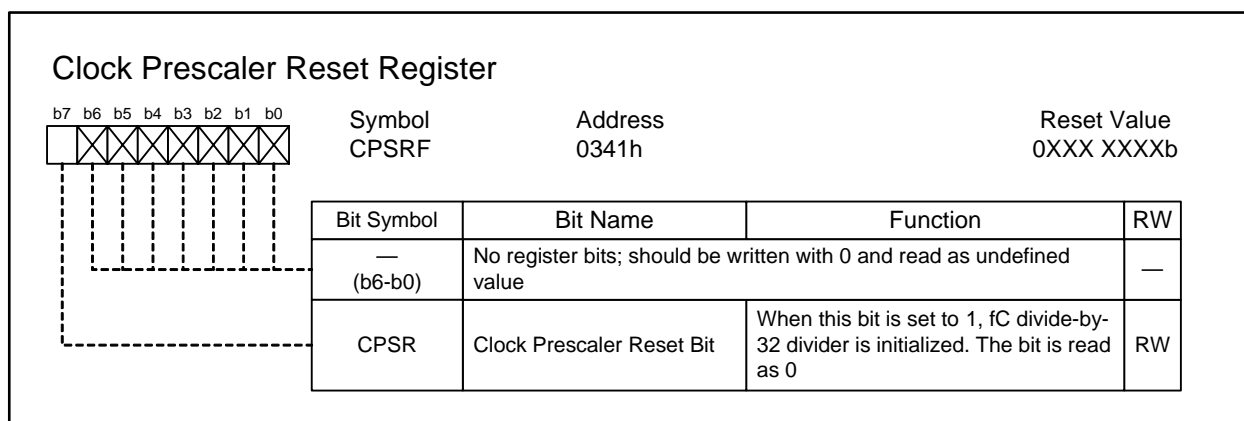 Clock Prescaler Reset Register
b7 b6 b5 b4 b3 b2 b1 b0
Symbol Address Reset Value
CPSRF 0341h 0XXX XXXXb
Bit Symbol Bit Name Function RW
—
(b6-b0)
No register bits; should be written with 0 and read as undefined
value
—
CPSR
Clock Prescaler Reset Bit
When this bit is set to 1, fC divide-by-
32 divider is initialized. The bit is read
as 0
RW